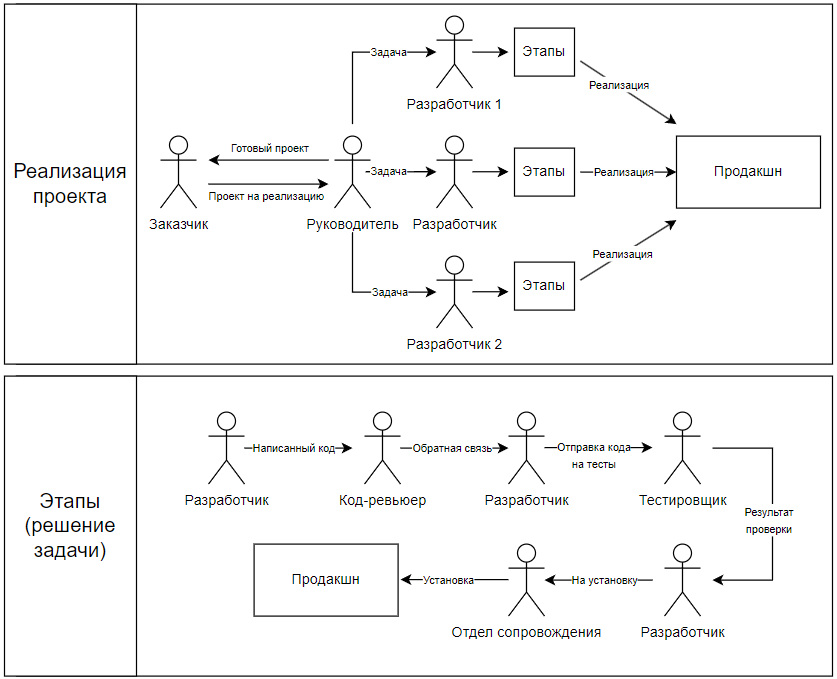 Реализация
проекта
Задача
Разработчик 1
Этапы
Реализация
Заказчик
Готовый проект
Проект на реализацию
Руководитель
Задача
Разработчик
Этапы
Реализация
Продакшн
Задача
Разработчик 2
Этапы
Реализация
Этапы
(решение
задачи)
Разработчик
Написанный код
Код-ревьюер
Обратная связь
Разработчик
Отправка кода
на тесты
Тестировщик
Результат
проверки
Разработчик
На установку
Отдел сопровождения
Установка
Продакшн